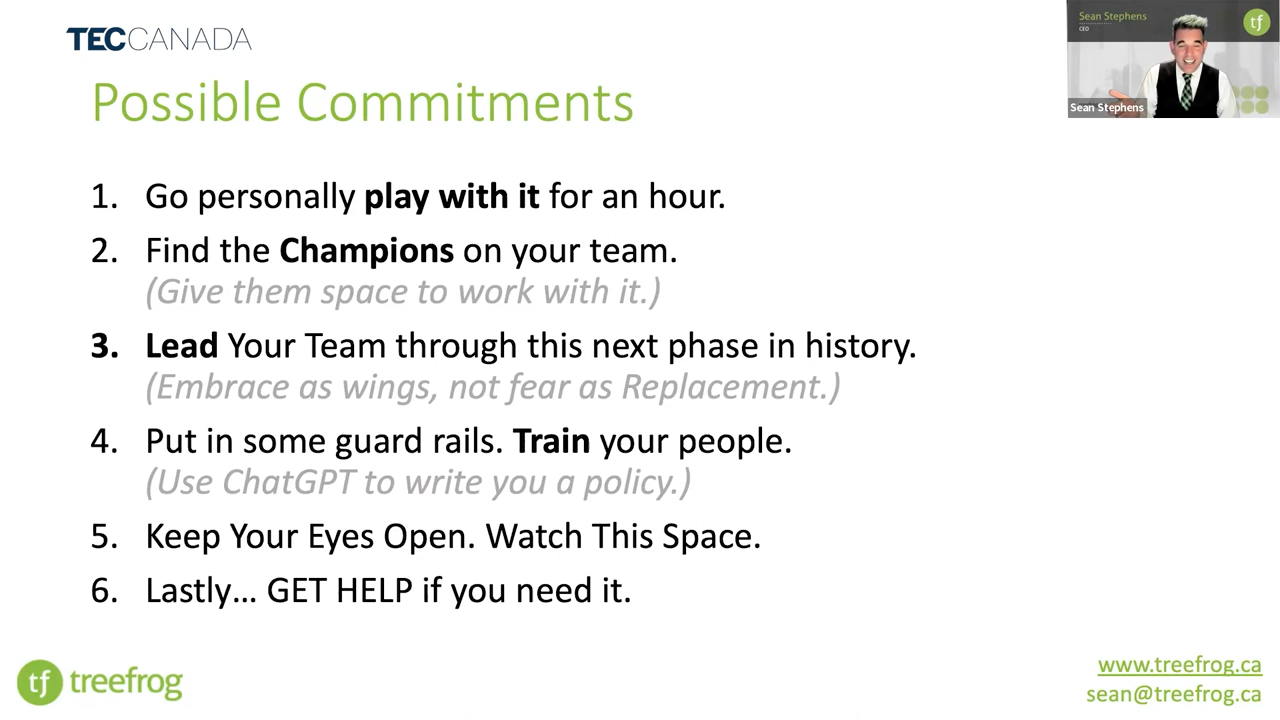 TECCANADA
Sean Stephens
CEO
tf
Sean Stephens
Possible Commitments
1. Go personally play with it for an hour.
2. Find the Champions on your team.
(Give them space to work with it.)
3. Lead Your Team through this next phase in history.
(Embrace as wings, not fear as Replacement.)
4. Put in some guard rails. Train your people.
(Use ChatGPT to write you a policy.)
5. Keep Your Eyes Open. Watch This Space.
6. Lastly... GET HELP if you need it.
tf treefrog
www.treefrog.ca
sean@treefrog.ca